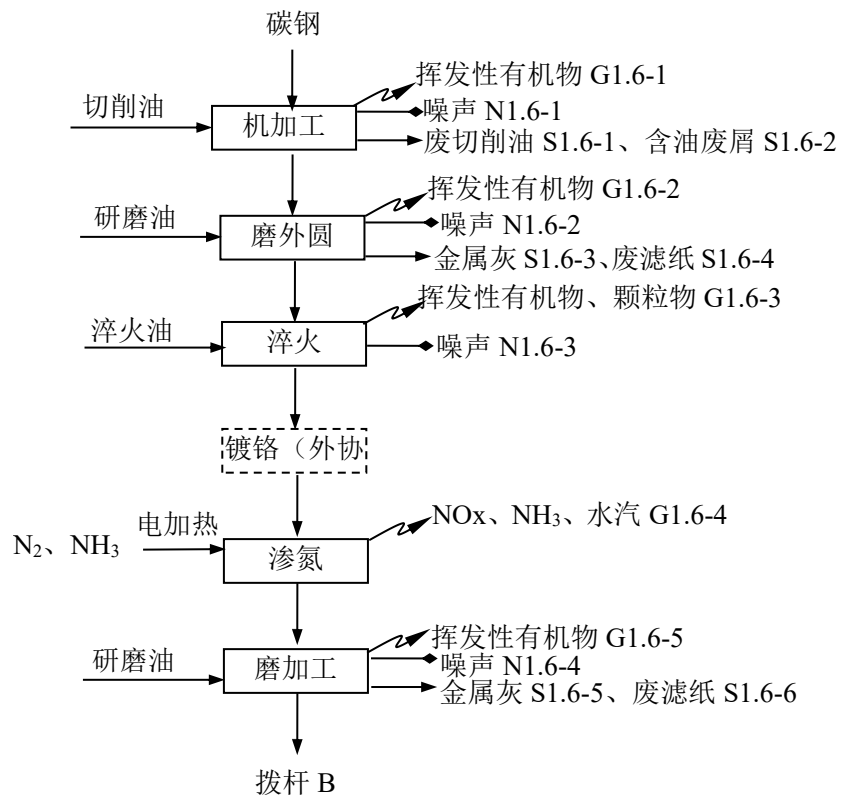 碳钢
挥发性有机物 G1.6-1
切削油
噪声 N1.6-1
机加工
废切削油 S1.6-1、含油废屑 S1.6-2
挥发性有机物 G1.6-2
研磨油
噪声 N1.6-2
磨外圆
金属灰 S1.6-3、废滤纸 S1.6-4
挥发性有机物、颗粒物 G1.6-3
淬火油
淬火
噪声 N1.6-3
镀铬（外协
NOx、NH₃、水汽 G1.6-4
电加热
N₂、NH₃
渗氮
挥发性有机物 G1.6-5
研磨油
噪声 N1.6-4
磨加工
金属灰 S1.6-5、废滤纸 S1.6-6
拨杆 B